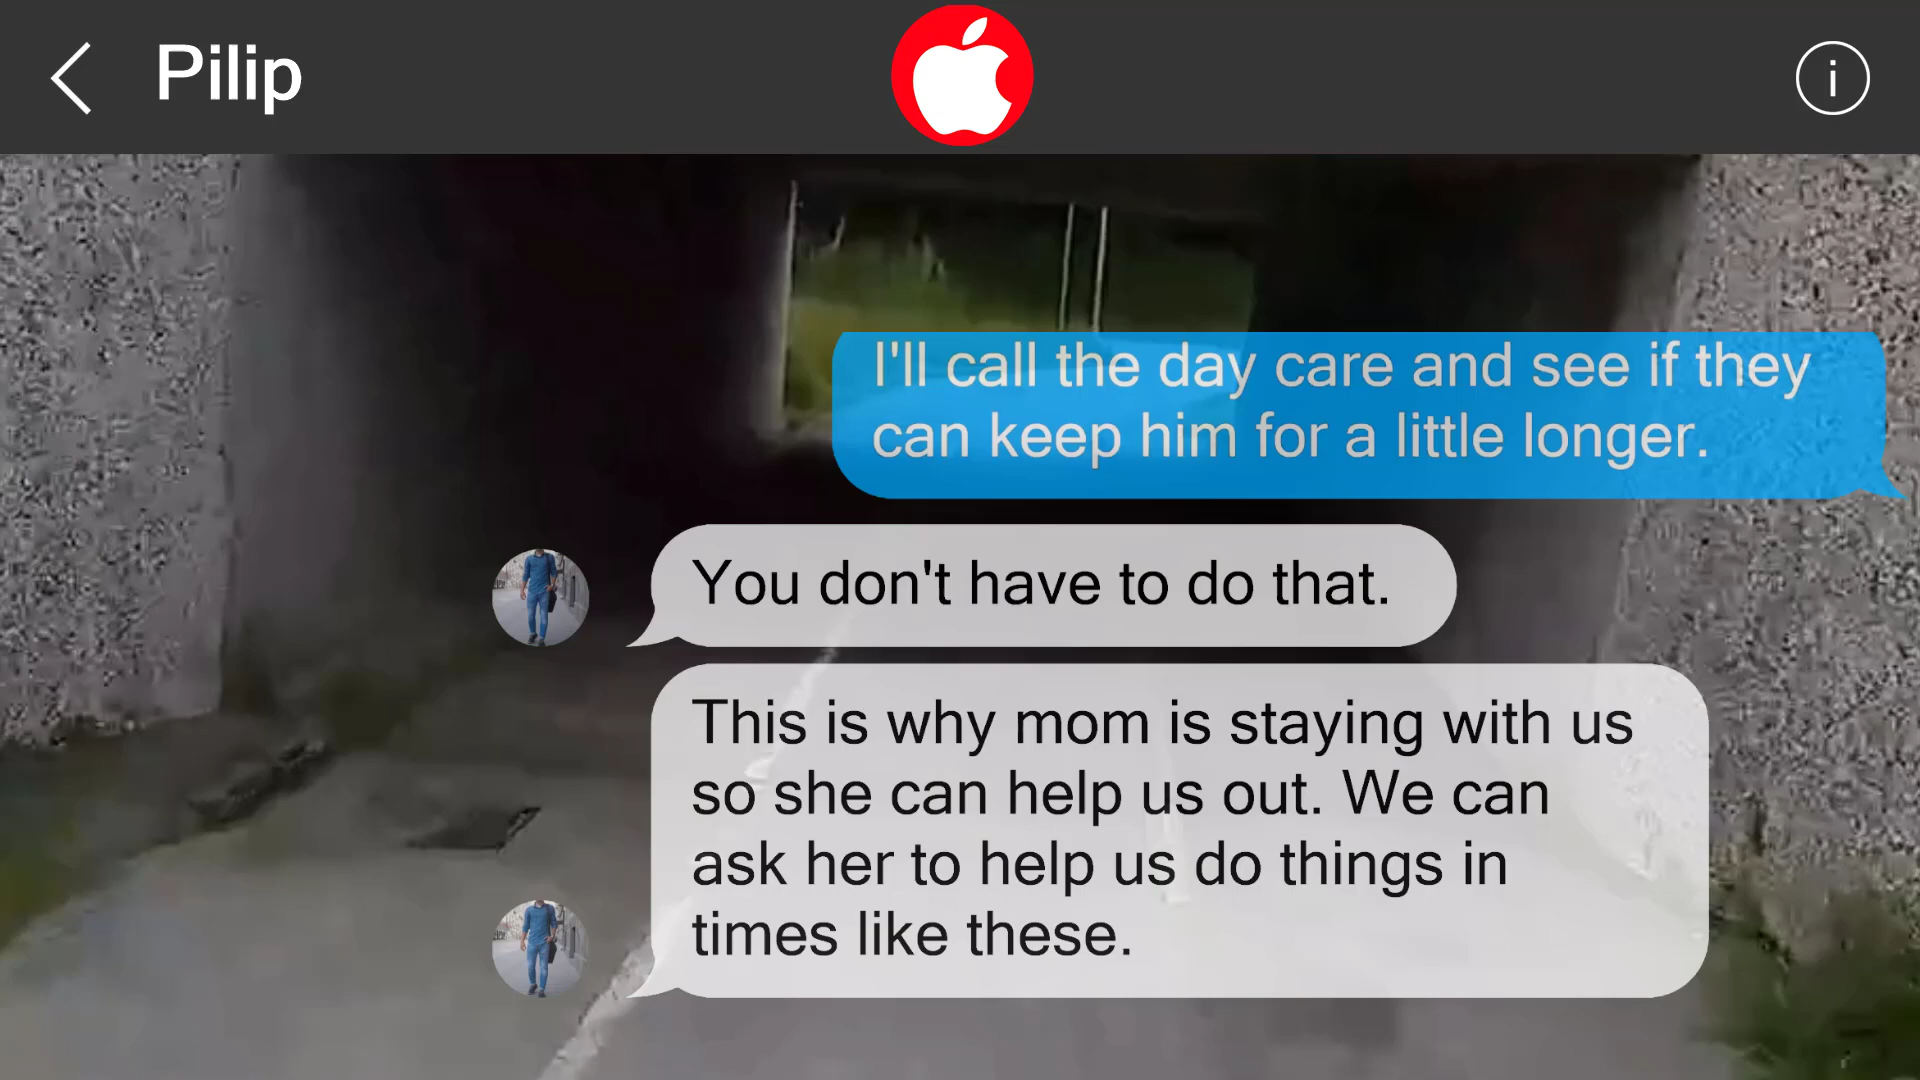 Pilip
I'll call the day care and see if they
can keep him for a little longer.
You don't have to do that.
This is why mom is staying with us
so she can help us out. We can
ask her to help us do things in
times like these.